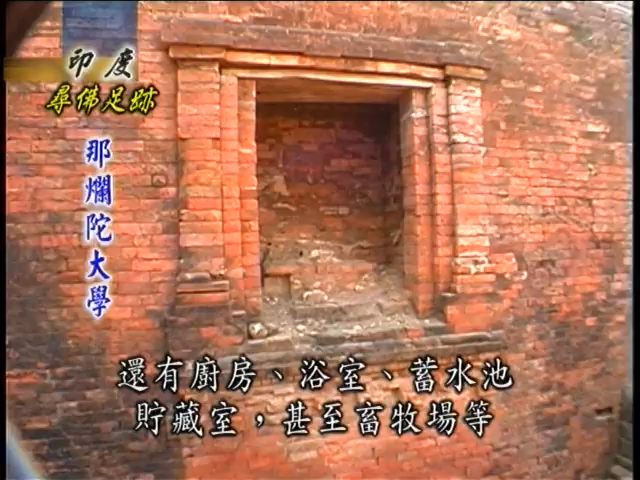 印度
尋佛足跡
那爛陀大學
還有廚房、浴室、蓄水池
貯藏室，甚至畜牧場等